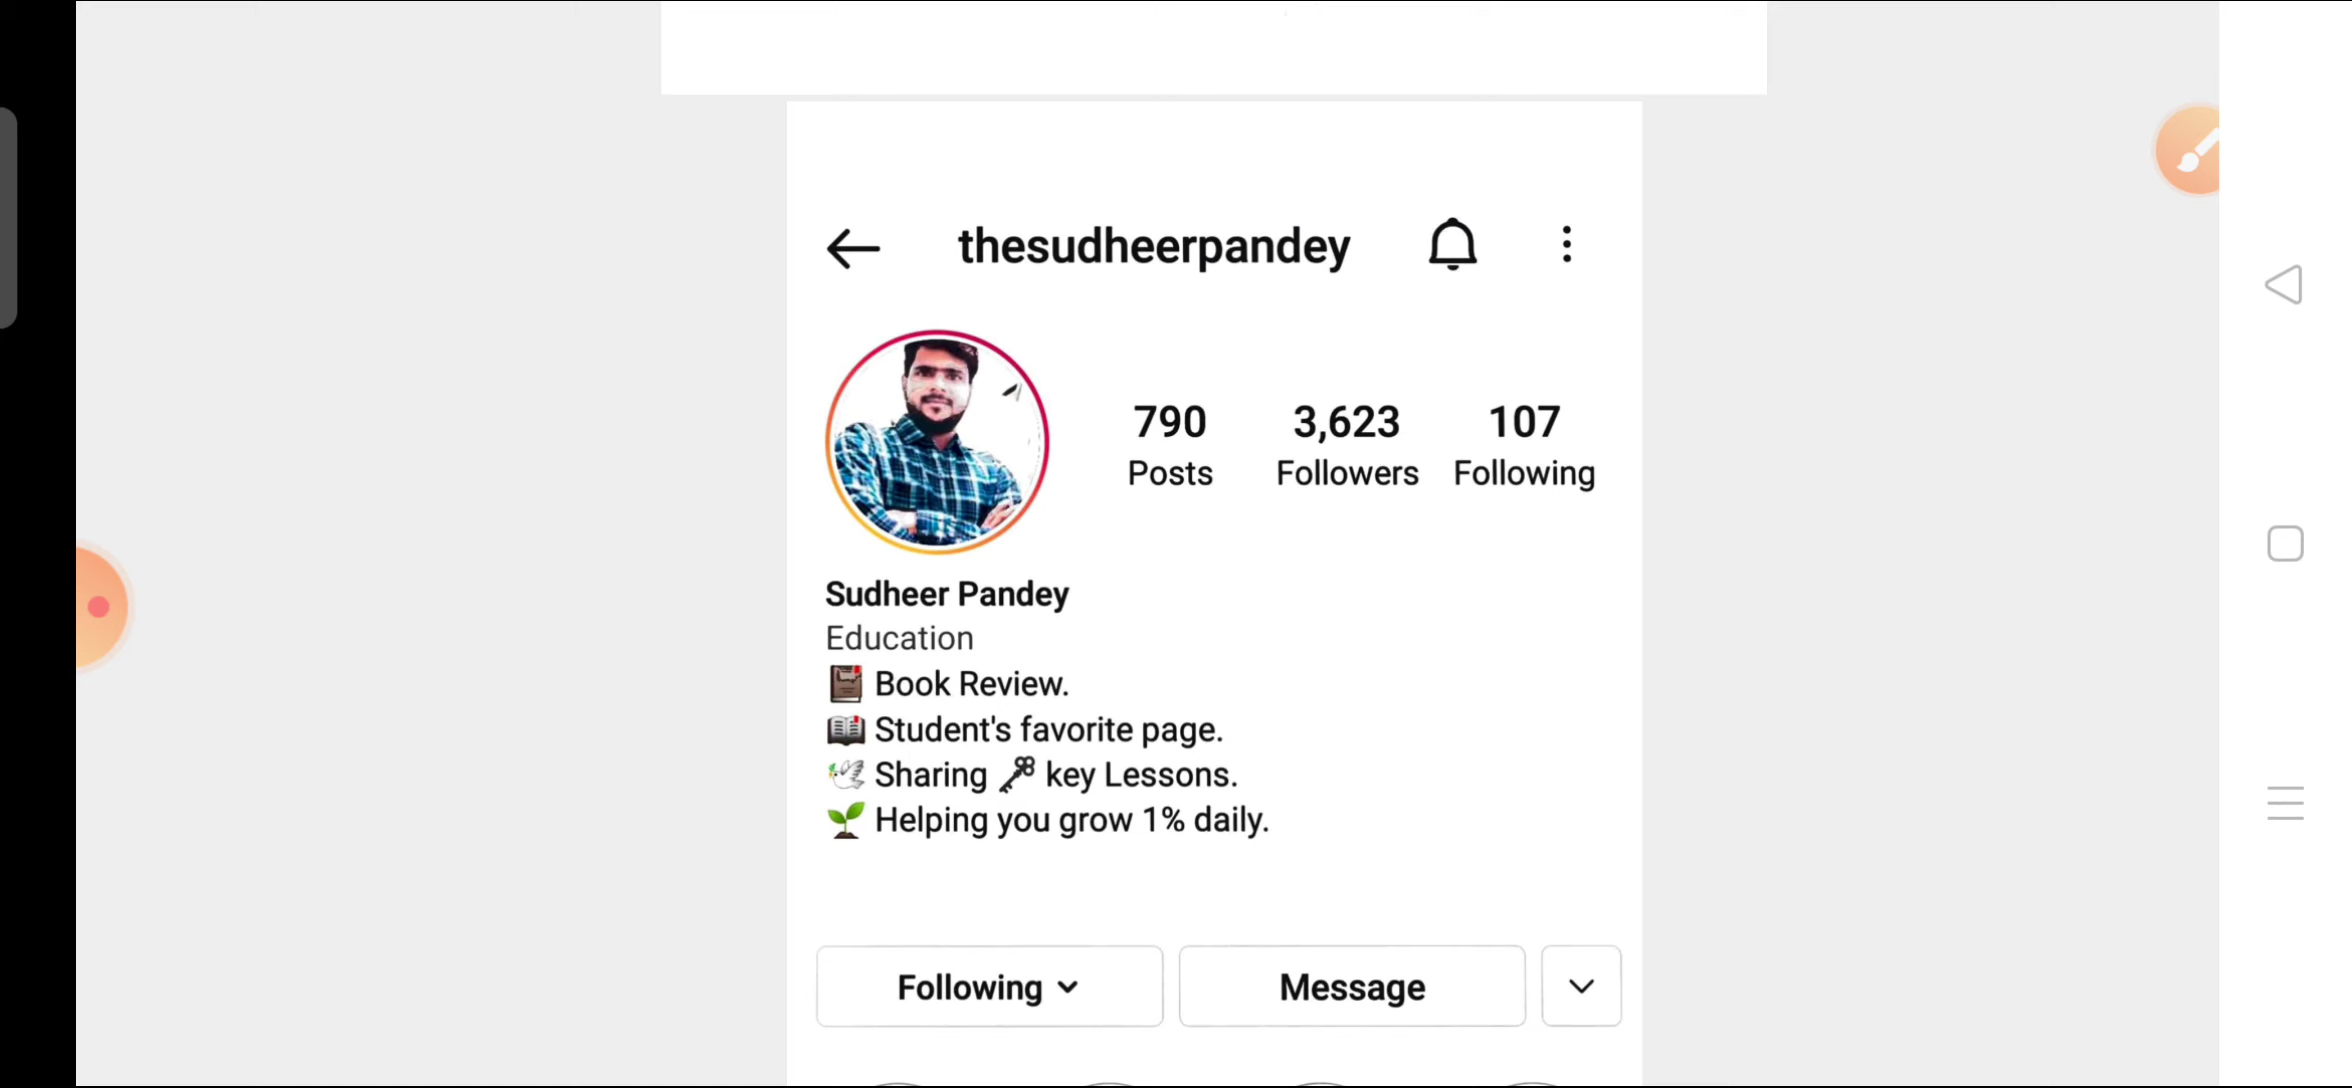 thesudheerpandey
790 3,623 107
Posts Followers Following
Sudheer Pandey
Education
Book Review.
Student's favorite page.
Sharing 🗝 key Lessons.
Helping you grow 1% daily.
Following Message